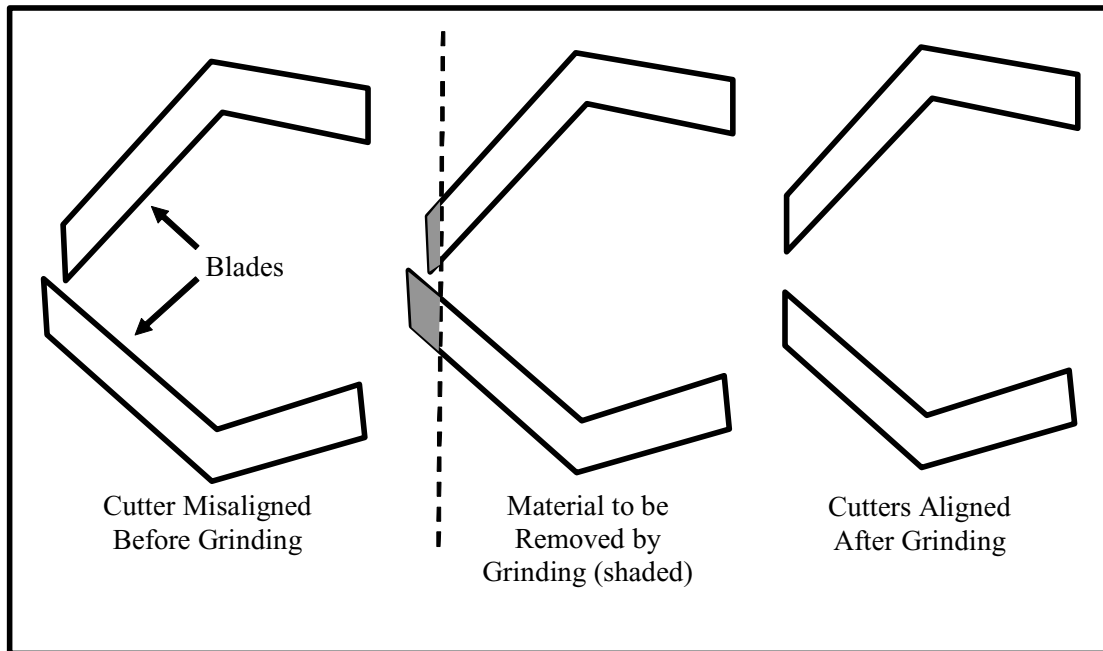 Blades
Cutter Misaligned
Before Grinding
Material to be
Removed by
Grinding (shaded)
Cutters Aligned
After Grinding